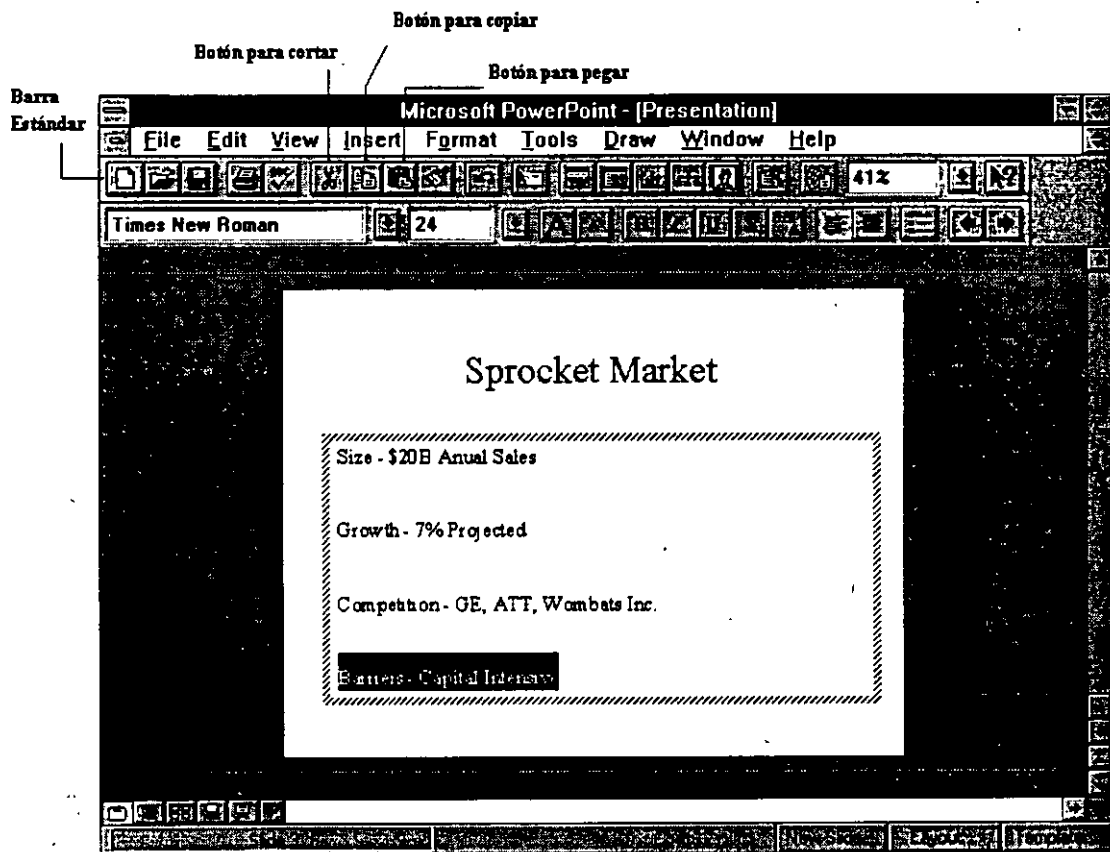 Botón para copiar
Botón para cortar
Botón para pegar
Barra
Estándar
Microsoft PowerPoint - [Presentation]
File Edit View Insert Format Tools Draw Window Help
41%
Times New Roman 24
Sprocket Market
Size - $20B Anual Sales
Growth - 7% Projected
Competition - GE, ATT, Wombats Inc.
Barriers - Capital Intensive